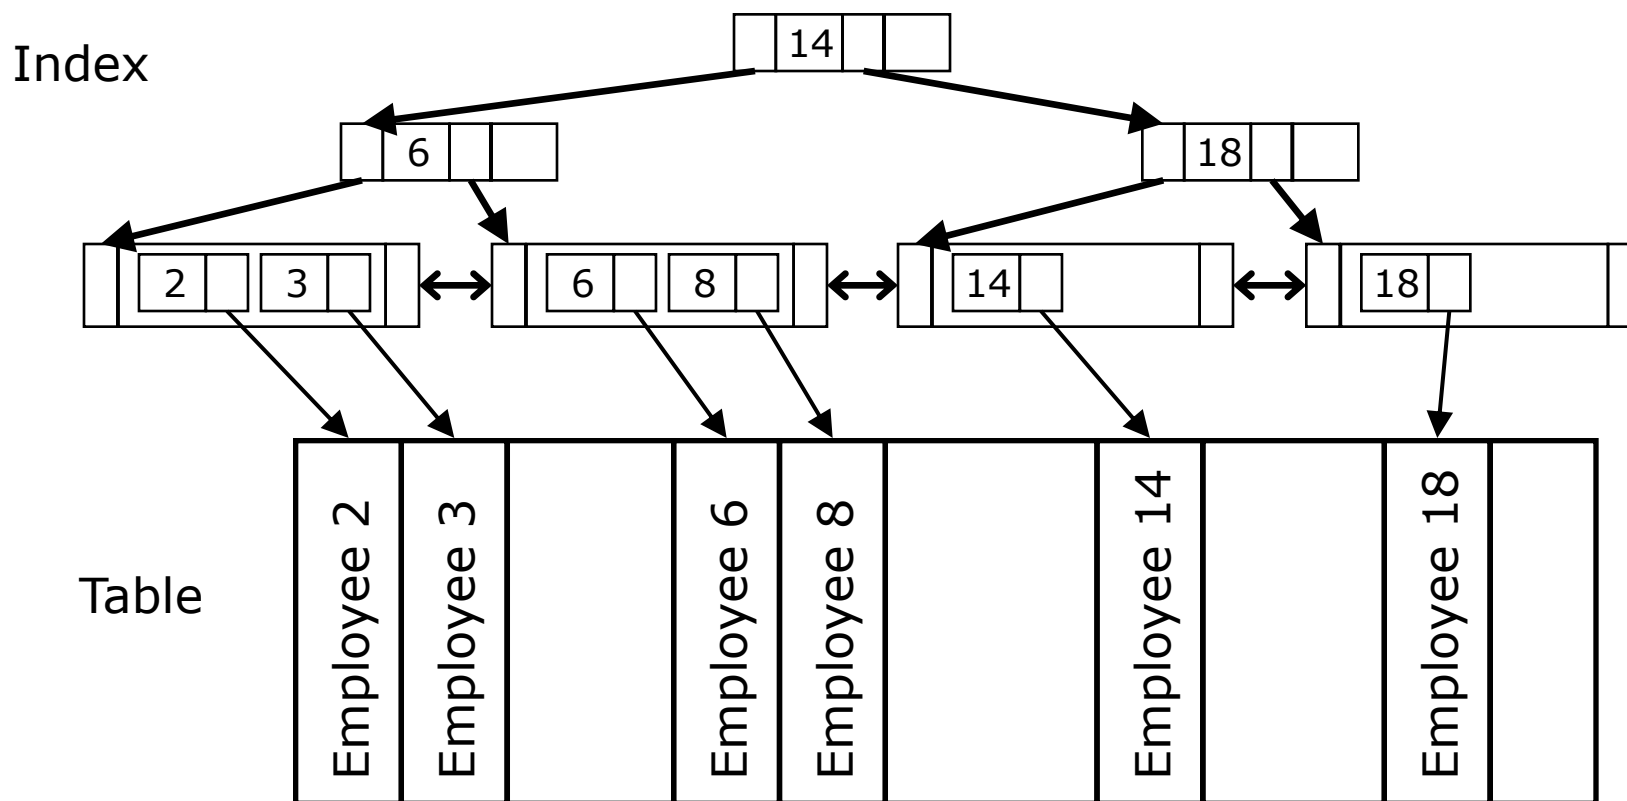 Index
14
6
18
2 3 6 8 14 18
Table
Employee 2
Employee 3
Employee 6
Employee 8
Employee 14
Employee 18